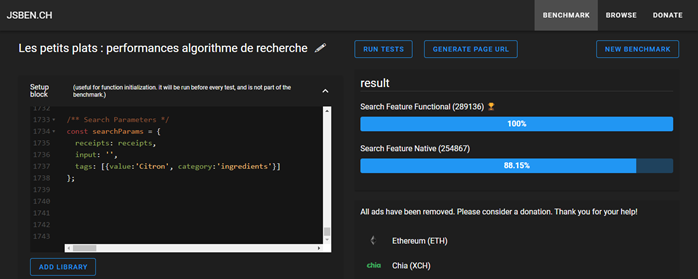 JSBEN.CH
BENCHMARK
BROWSE
DONATE
Les petits plats : performances algorithme de recherche
RUN TESTS
GENERATE PAGE URL
NEW BENCHMARK
Setup block
(useful for function initialization. it will be run before every test, and is not part of the benchmark.)
1732
1733 /** Search Parameters */
1734 const searchParams = {
1735 receipts: receipts,
1736 input: '',
1737 tags: [{value:'Citron', category:'ingredients'}]
1738 };
1739
1740
1741
1742
1743
ADD LIBRARY
result
Search Feature Functional (289136) 🏆
100%
Search Feature Native (254867)
88.15%
All ads have been removed. Please consider a donation. Thank you for your help!
Ethereum (ETH)
chia
Chia (XCH)